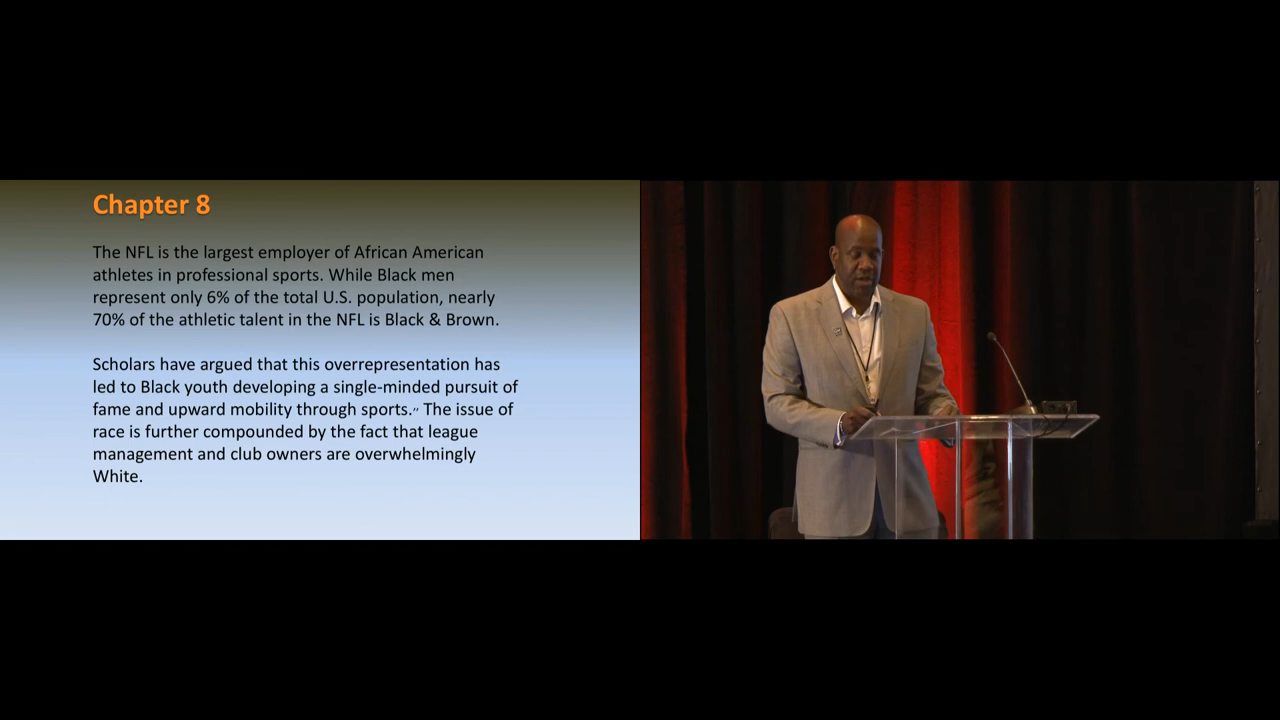 Chapter 8
The NFL is the largest employer of African American
athletes in professional sports. While Black men
represent only 6% of the total U.S. population, nearly
70% of the athletic talent in the NFL is Black & Brown.
Scholars have argued that this overrepresentation has
led to Black youth developing a single-minded pursuit of
fame and upward mobility through sports.,, The issue of
race is further compounded by the fact that league
management and club owners are overwhelmingly
White.